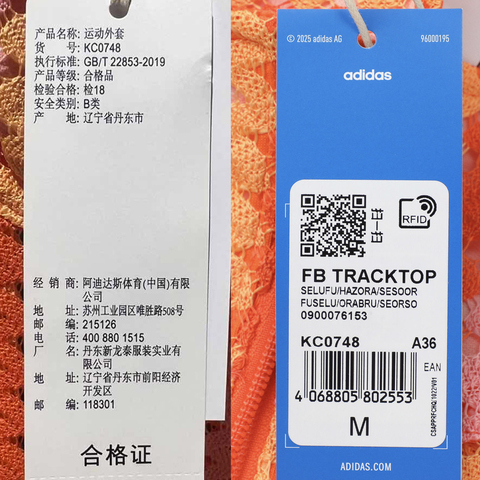 产品名称: 运动外套
货 号: KC0748
执行标准: GB/T 22853-2019
产品等级: 合格品
检验合格: 检18
安全类别: B类
产 地: 辽宁省丹东市
经 销 商: 阿迪达斯体育(中国)有限公司
地 址: 苏州工业园区唯胜路508号
邮 编: 215126
电 话: 400 880 1515
厂 名: 丹东新龙泰服装实业有限公司
地 址: 辽宁省丹东市前阳经济开发区
邮 编: 118301
合格证
© 2025 adidas AG
96000195
adidas
RFID
FB TRACKTOP
SELUFU/HAZORA/SESOOR
FUSELU/ORABRU/SEORSO
0900076153
KC0748 A36
EAN
4 068805 802553
M
CSAPPRFCHQ/1022V01
ADIDAS.COM